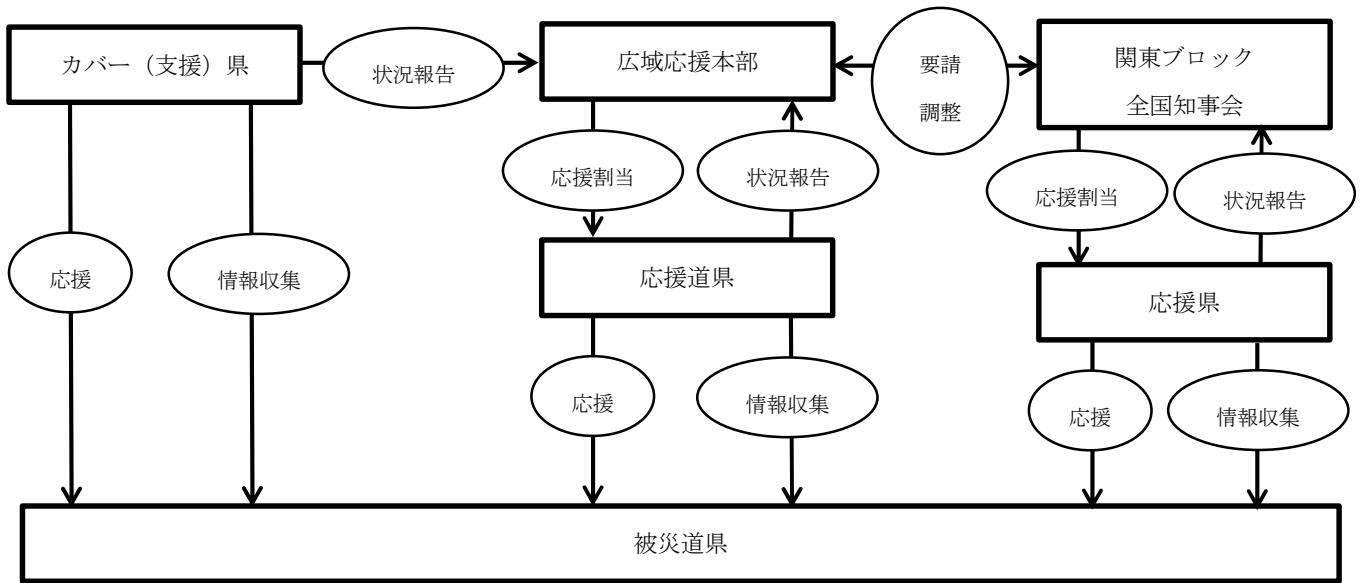 カバー（支援）県
状況報告
広域応援本部
要請
調整
関東ブロック
全国知事会
応援割当
状況報告
応援割当
状況報告
応援
情報収集
応援道県
応援県
応援
情報収集
応援
情報収集
被災道県